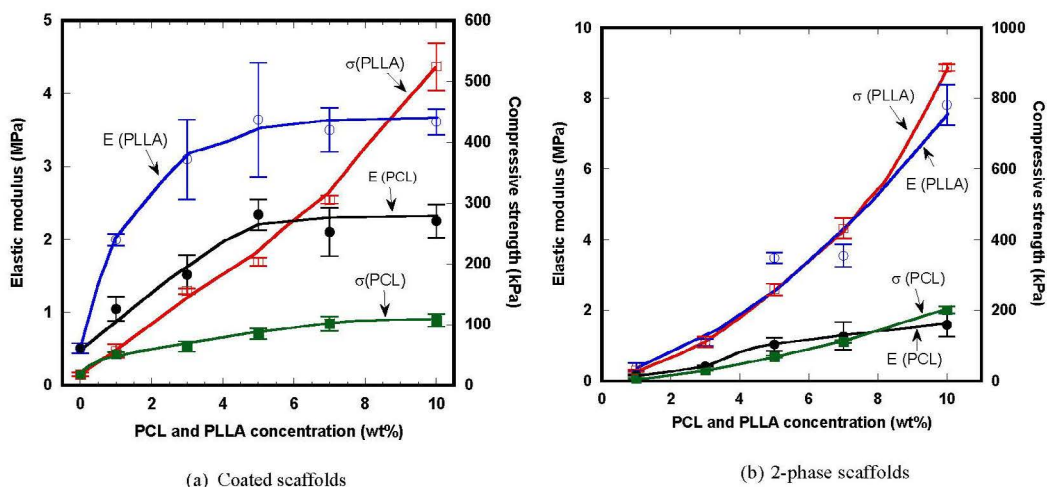 5
4
3
2
1
0
600
500
400
300
200
100
0
0 2 4 6 8 10
Elastic modulus (MPa)
Compressive strength (kPa)
σ(PLLA)
E (PLLA)
E (PCL)
σ(PCL)
PCL and PLLA concentration (wt%)
(a) Coated scaffolds
10
8
6
4
2
0
1000
800
600
400
200
0
0 2 4 6 8 10
Elastic modulus (MPa)
Compressive strength (kPa)
σ (PLLA)
E (PLLA)
σ (PCL)
E (PCL)
PCL and PLLA concentration (wt%)
(b) 2-phase scaffolds